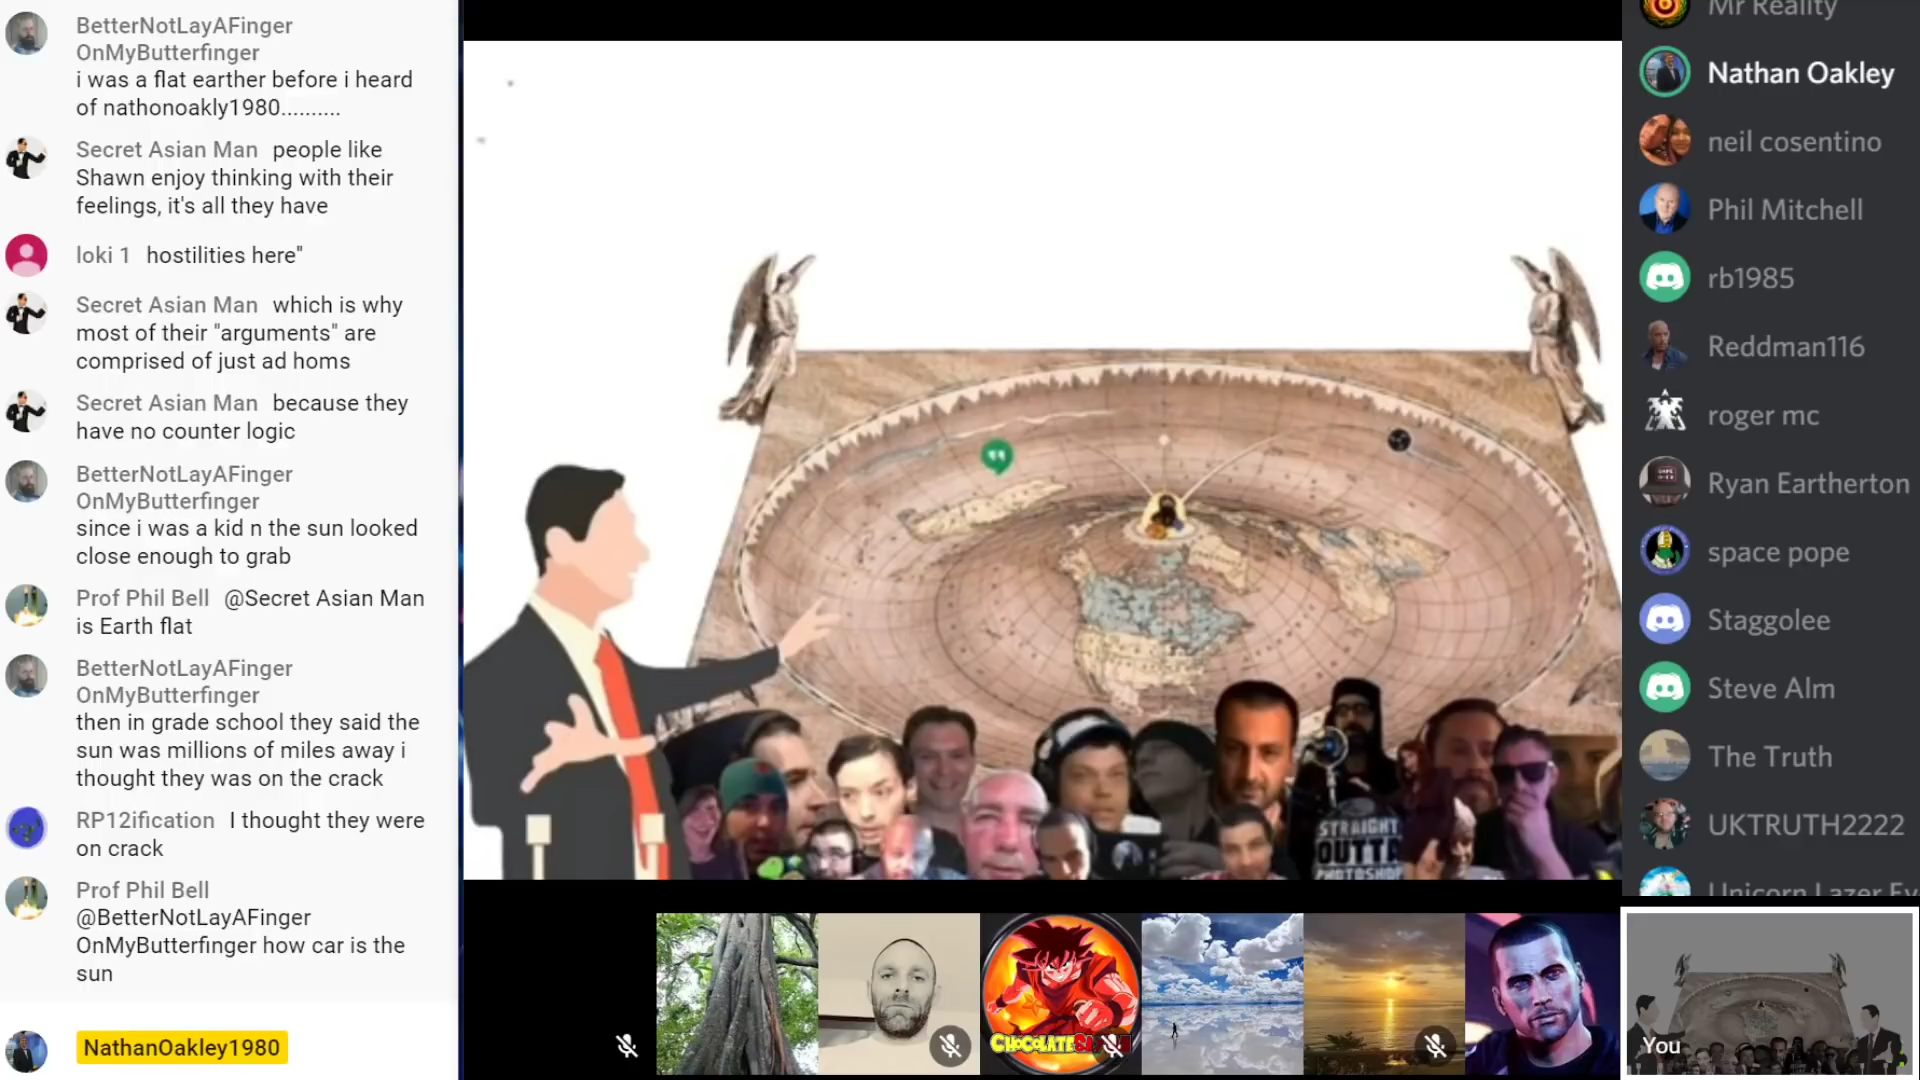 BetterNotLayAFinger
OnMyButterfinger
i was a flat earther before i heard
of nathonoakly1980..........
Secret Asian Man people like
Shawn enjoy thinking with their
feelings, it's all they have
loki 1 hostilities here"
Secret Asian Man which is why
most of their "arguments" are
comprised of just ad homs
Secret Asian Man because they
have no counter logic
BetterNotLayAFinger
OnMyButterfinger
since i was a kid n the sun looked
close enough to grab
Prof Phil Bell @Secret Asian Man
is Earth flat
BetterNotLayAFinger
OnMyButterfinger
then in grade school they said the
sun was millions of miles away i
thought they was on the crack
RP12ification I thought they were
on crack
Prof Phil Bell
@BetterNotLayAFinger
OnMyButterfinger how car is the
sun
NathanOakley1980
STRAIGHT
OUTTA
PHOTOSHOP
Mr Reality
Nathan Oakley
neil cosentino
Phil Mitchell
rb1985
Reddman116
roger mc
Ryan Eartherton
space pope
Staggolee
Steve Alm
The Truth
UKTRUTH2222
Unicorn Lazer
You